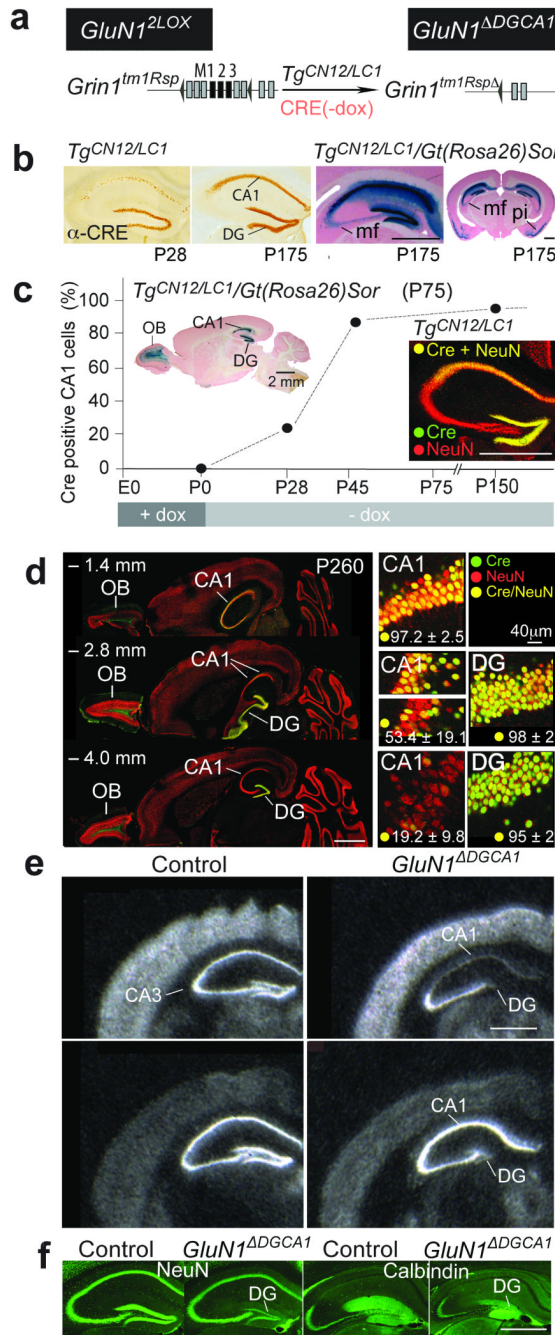 a
GluN1^2LOX
GluN1^ΔDGCA1
Grin1^tm1Rsp
M1 2 3
Tg^CN12/LC1
CRE(-dox)
Grin1^tm1RspΔ
b
Tg^CN12/LC1
Tg^CN12/LC1/Gt(Rosa26)Sor
α-CRE
CA1
DG
mf
mf
pi
P28
P175
P175
P175
c
Tg^CN12/LC1/Gt(Rosa26)Sor (P75)
Cre positive CA1 cells (%)
100
80
60
40
20
0
OB
CA1
DG
2 mm
Tg^CN12/LC1
Cre + NeuN
Cre
NeuN
E0
P0
P28
P45
P75
P150
+ dox
- dox
d
– 1.4 mm
P260
OB
CA1
– 2.8 mm
OB
CA1
DG
– 4.0 mm
OB
CA1
DG
CA1
97.2 ± 2.5
Cre
NeuN
Cre/NeuN
40µm
CA1
53.4 ± 19.1
DG
98 ± 2
CA1
19.2 ± 9.8
DG
95 ± 2
e
Control
GluN1^ΔDGCA1
CA3
CA1
DG
CA1
DG
f
Control
GluN1^ΔDGCA1
Control
GluN1^ΔDGCA1
NeuN
Calbindin
DG
DG